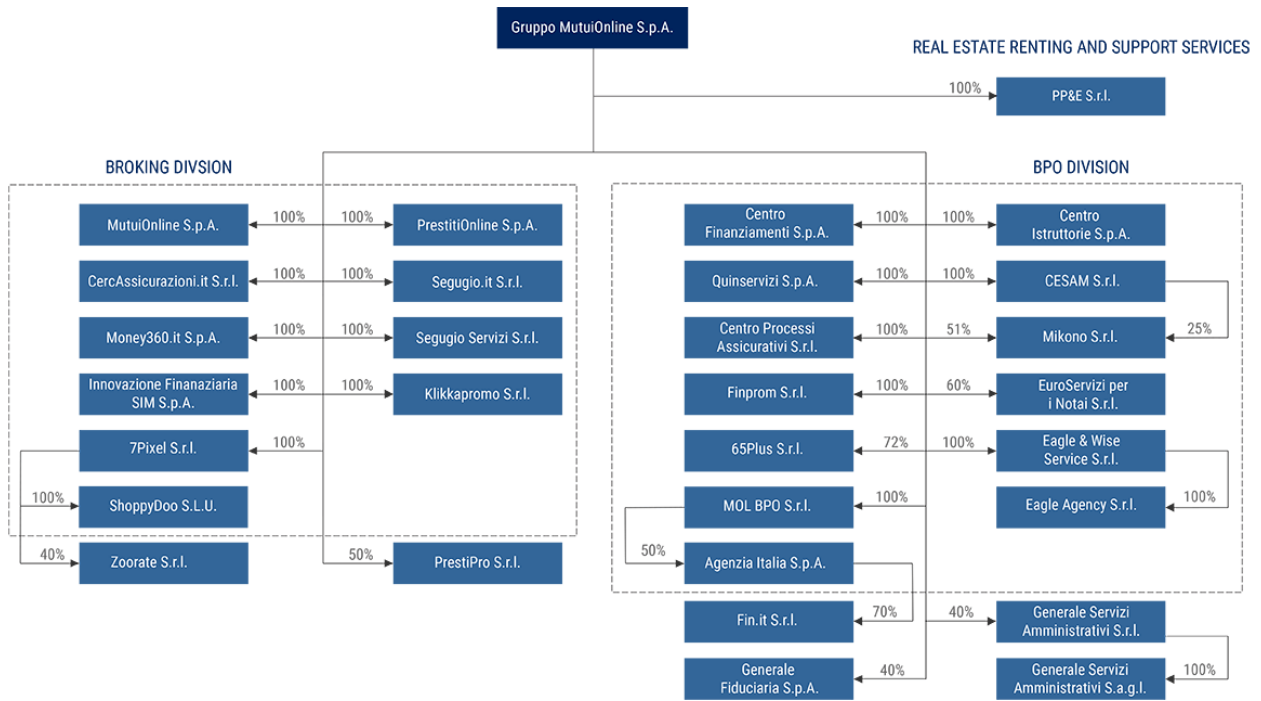 Gruppo MutuiOnline S.p.A.
REAL ESTATE RENTING AND SUPPORT SERVICES
100%
PP&E S.r.l.
BROKING DIVSION
MutuiOnline S.p.A.
100%
100%
PrestitiOnline S.p.A.
CercAssicurazioni.it S.r.l.
100%
100%
Segugio.it S.r.l.
Money360.it S.p.A.
100%
100%
Segugio Servizi S.r.l.
Innovazione Finanaziaria
SIM S.p.A.
100%
100%
Klikkapromo S.r.l.
7Pixel S.r.l.
100%
100%
ShoppyDoo S.L.U.
40%
Zoorate S.r.l.
50%
PrestiPro S.r.l.
BPO DIVISION
Centro
Finanziamenti S.p.A.
100%
100%
Centro
Istruttorie S.p.A.
Quinservizi S.p.A.
100%
100%
CESAM S.r.l.
Centro Processi
Assicurativi S.r.l.
100%
51%
Mikono S.r.l.
25%
Finprom S.r.l.
100%
60%
EuroServizi per
i Notai S.r.l.
65Plus S.r.l.
72%
100%
Eagle & Wise
Service S.r.l.
MOL BPO S.r.l.
100%
Eagle Agency S.r.l.
100%
50%
Agenzia Italia S.p.A.
Fin.it S.r.l.
70%
40%
Generale Servizi
Amministrativi S.r.l.
Generale
Fiduciaria S.p.A.
40%
Generale Servizi
Amministrativi S.a.g.l.
100%